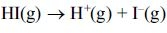 HI(g) → H⁺(g) + I⁻(g)